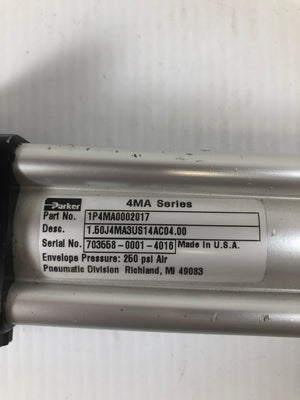 Parker 4MA Series
Part No. 1P4MA0002017
Desc. 1.50J4MA3US14AC04.00
Serial No. 703558-0001-4016 Made in U.S.A.
Envelope Pressure: 250 psi Air
Pneumatic Division Richland, MI 49083